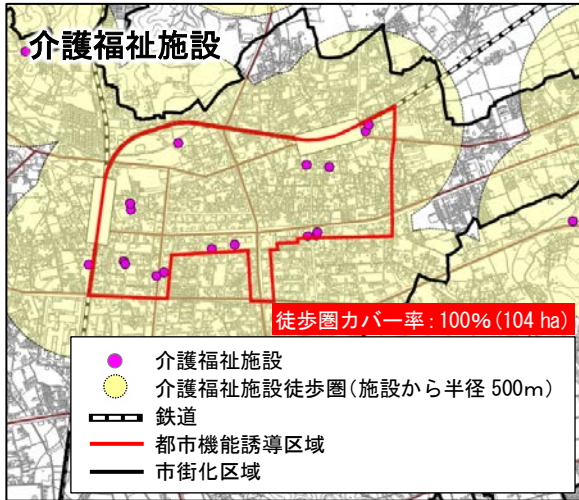 介護福祉施設
徒歩圏カバー率：100％(104 ha)
介護福祉施設
介護福祉施設徒歩圏(施設から半径 500m)
鉄道
都市機能誘導区域
市街化区域